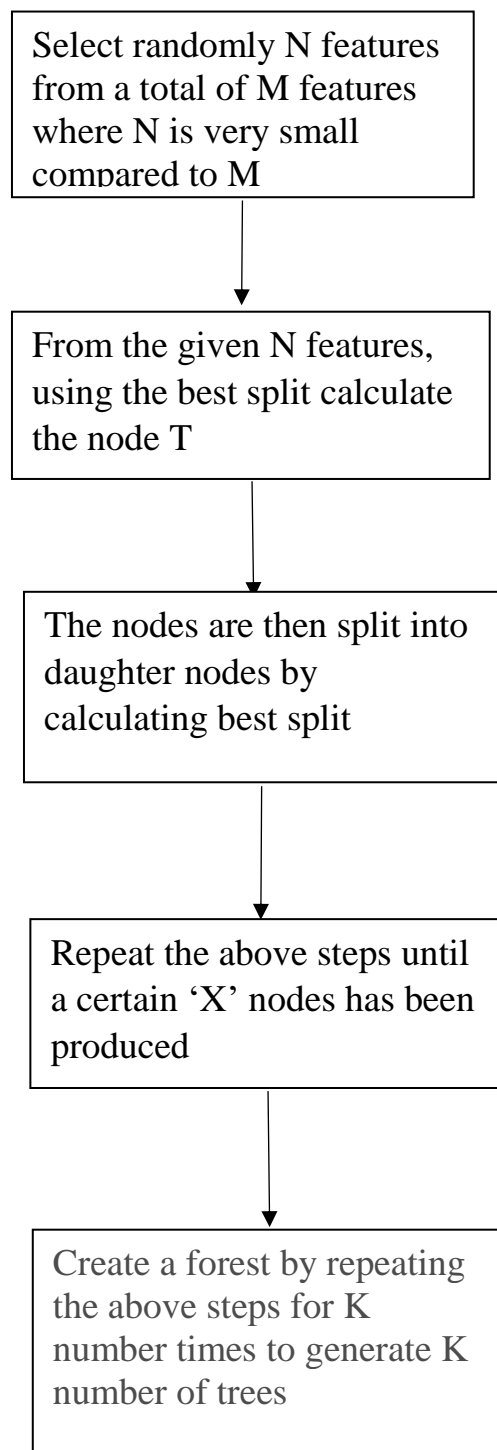 Select randomly N features
from a total of M features
where N is very small
compared to M
From the given N features,
using the best split calculate
the node T
The nodes are then split into
daughter nodes by
calculating best split
Repeat the above steps until
a certain ‘X’ nodes has been
produced
Create a forest by repeating
the above steps for K
number times to generate K
number of trees